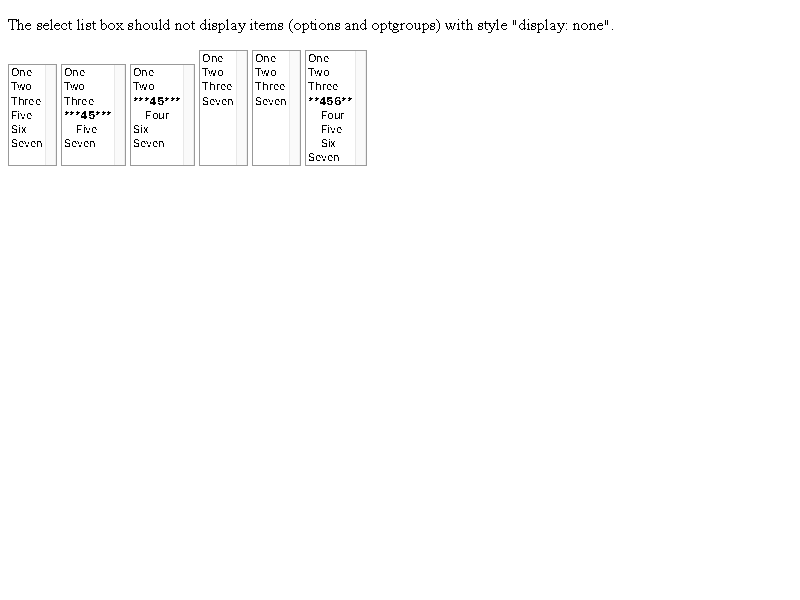 The select list box should not display items (options and optgroups) with style "display: none".
One
Two
Three
Five
Six
Seven
One
Two
Three
***45***
Five
Seven
One
Two
***45***
Four
Six
Seven
One
Two
Three
Seven
One
Two
Three
Seven
One
Two
Three
**456**
Four
Five
Six
Seven